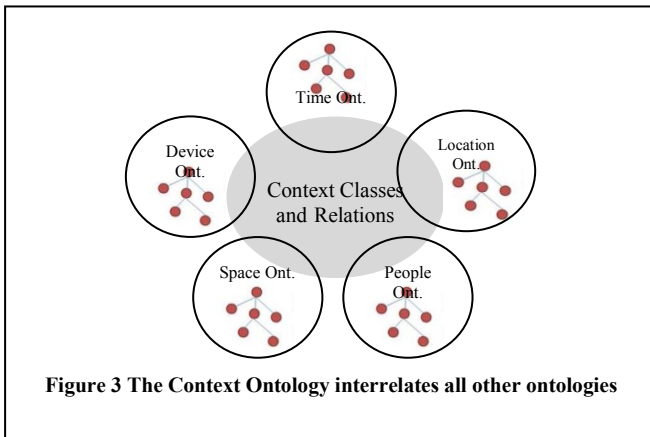 Time Ont.
Device
Ont.
Location
Ont.
Context Classes
and Relations
Space Ont.
People
Ont.
Figure 3 The Context Ontology interrelates all other ontologies